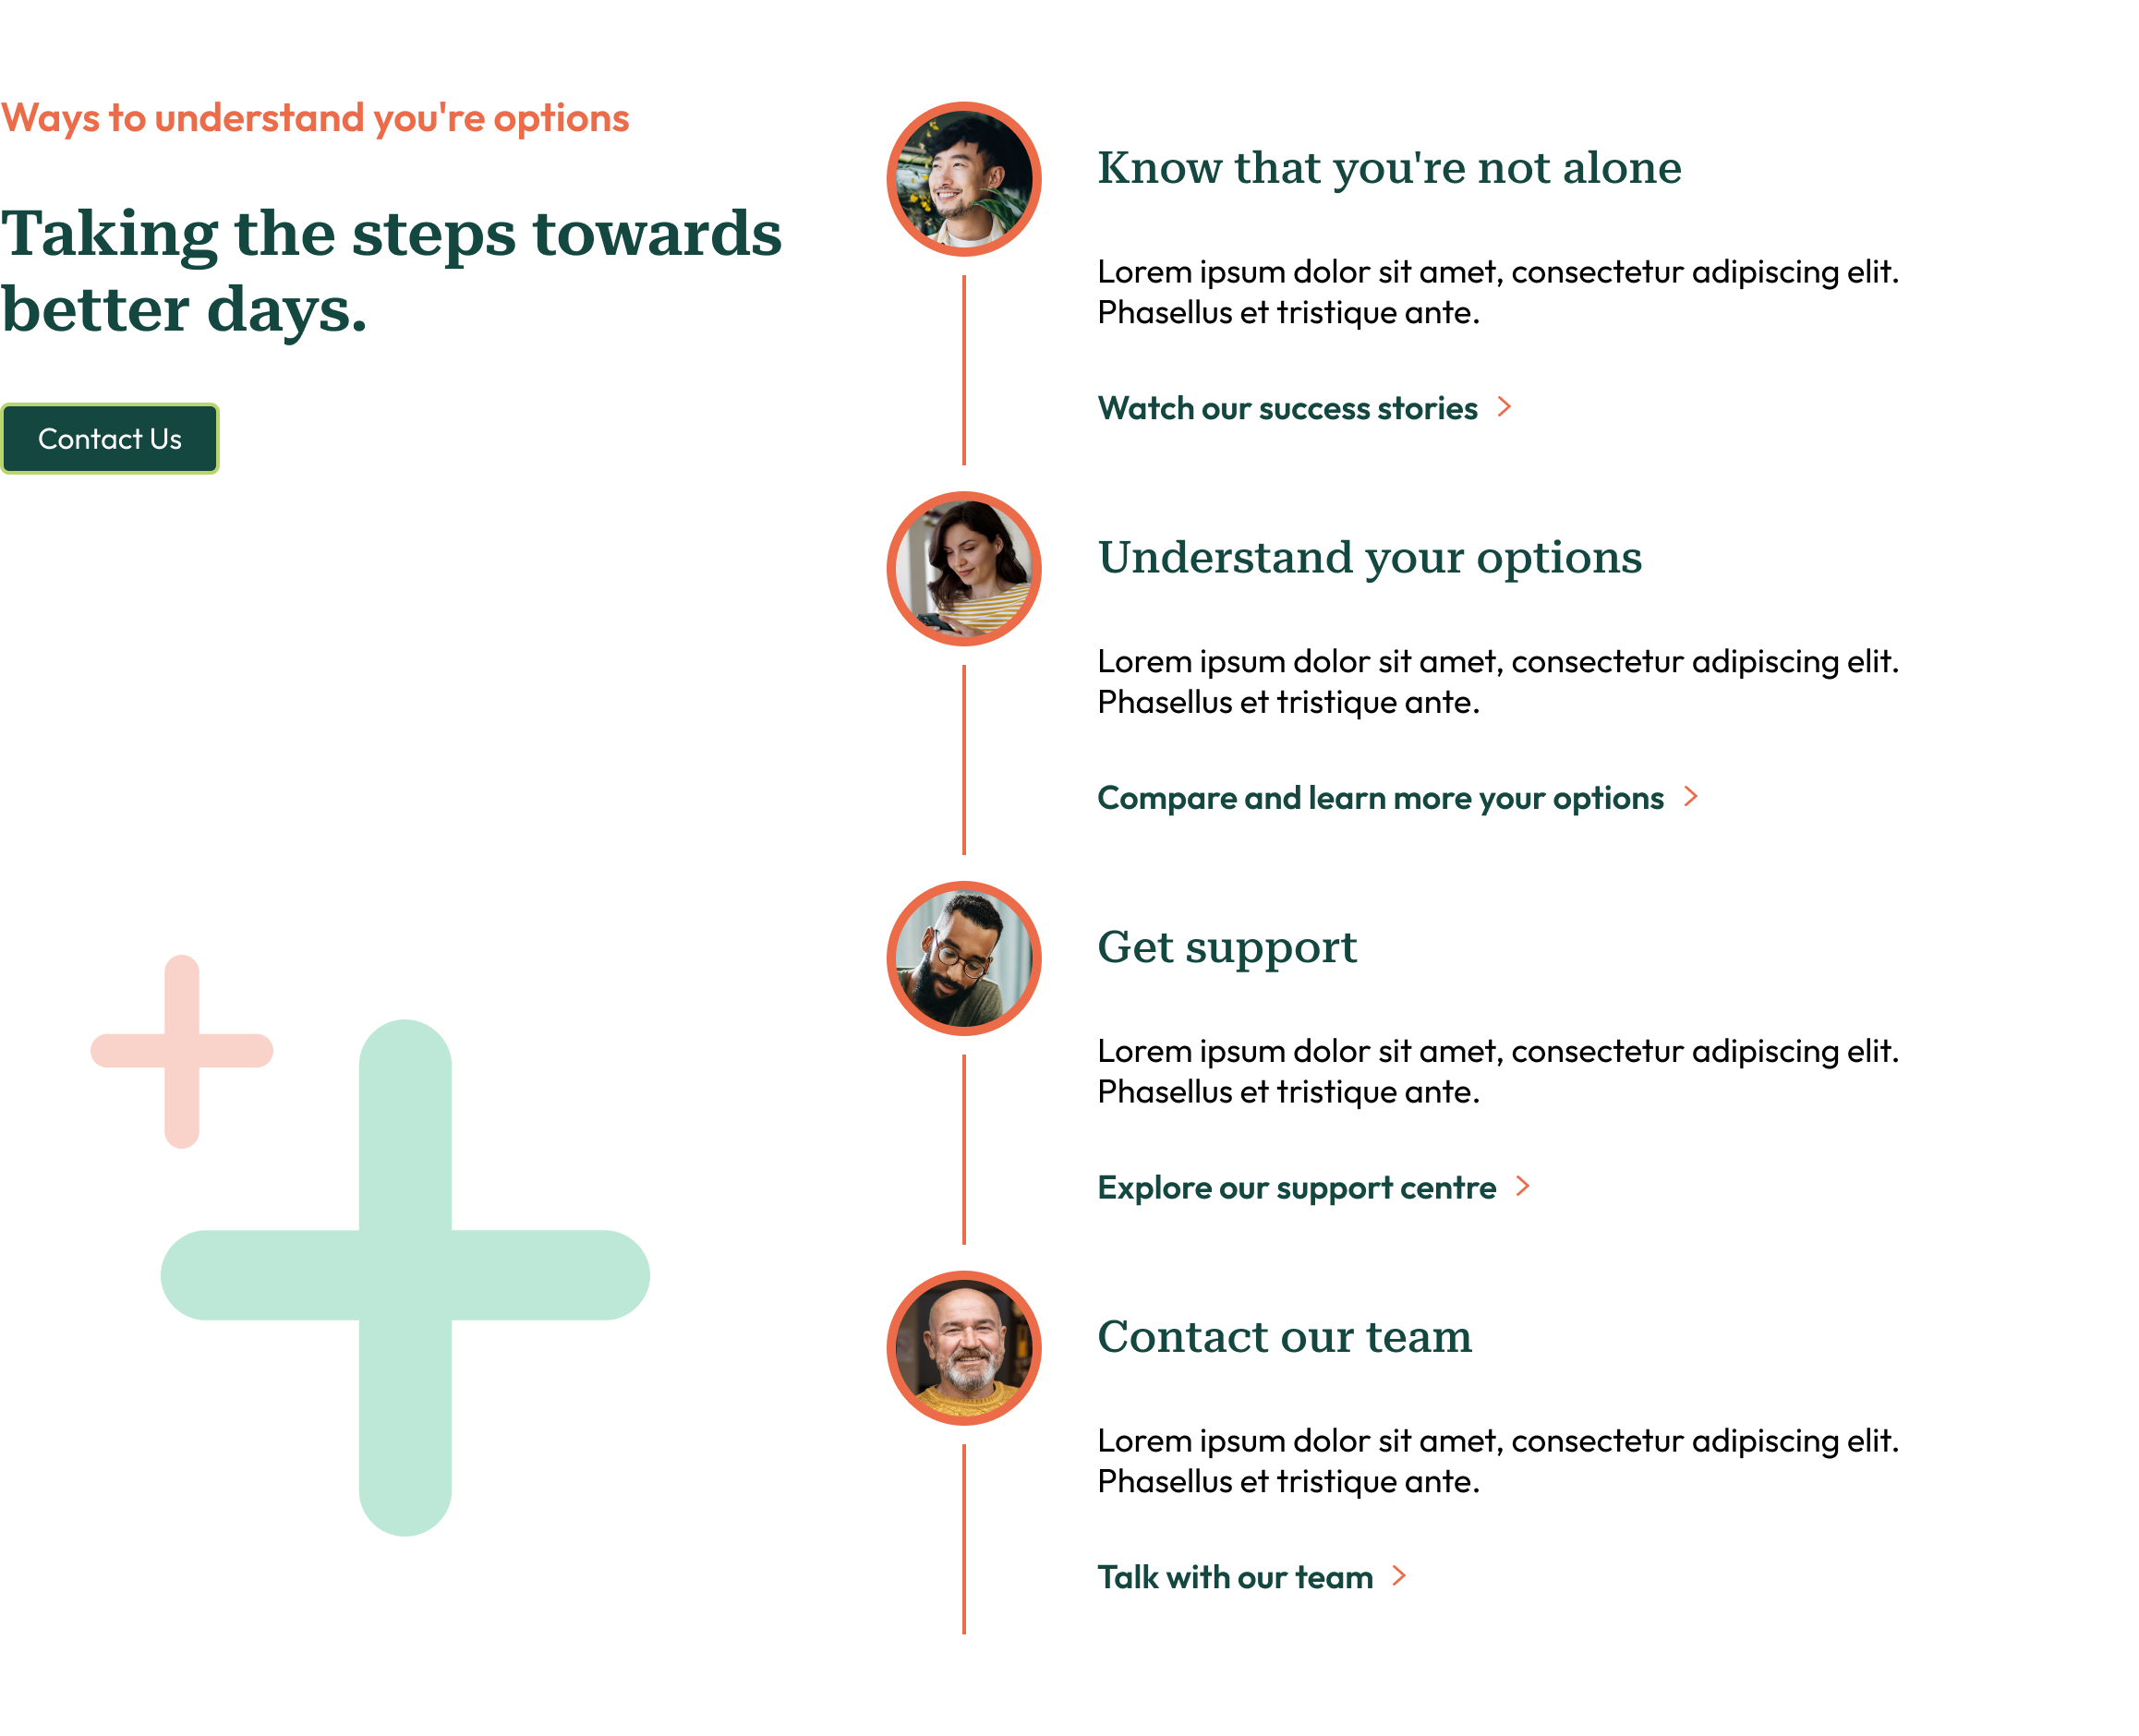 Ways to understand you're options
Taking the steps towards
better days.
Contact Us
Know that you're not alone
Lorem ipsum dolor sit amet, consectetur adipiscing elit.
Phasellus et tristique ante.
Watch our success stories
Understand your options
Lorem ipsum dolor sit amet, consectetur adipiscing elit.
Phasellus et tristique ante.
Compare and learn more your options
Get support
Lorem ipsum dolor sit amet, consectetur adipiscing elit.
Phasellus et tristique ante.
Explore our support centre
Contact our team
Lorem ipsum dolor sit amet, consectetur adipiscing elit.
Phasellus et tristique ante.
Talk with our team